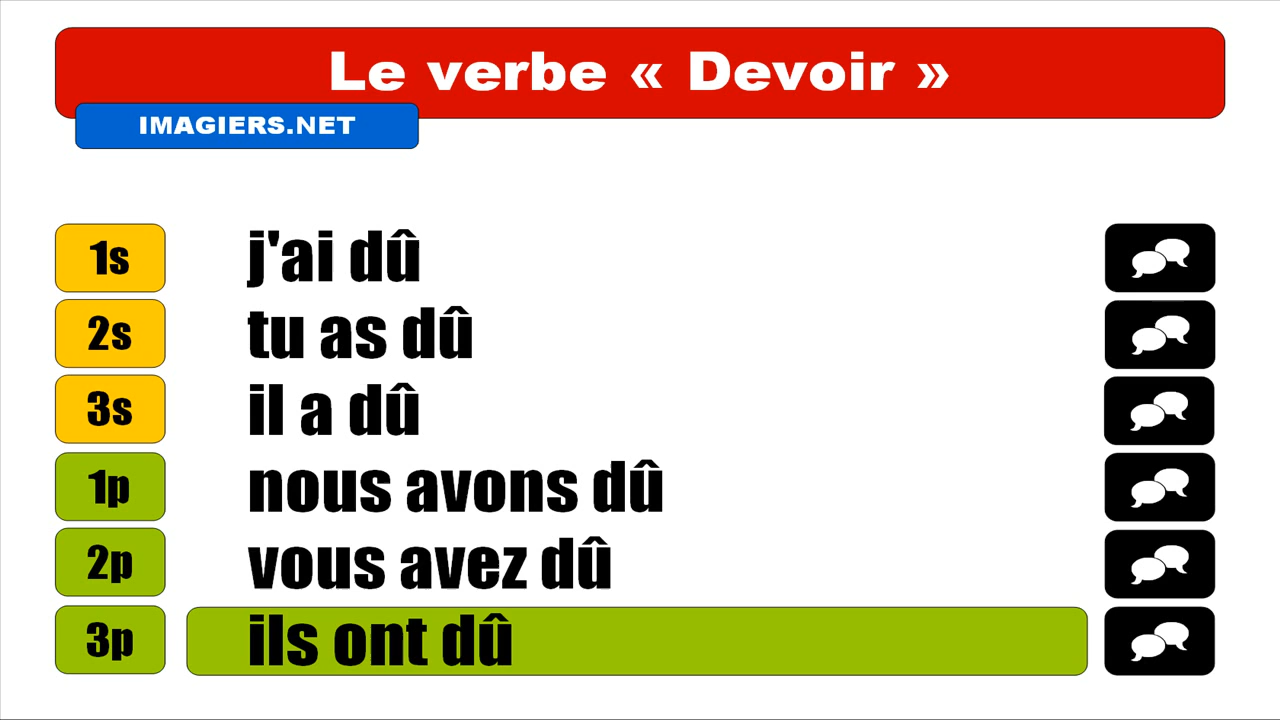 Le verbe « Devoir »
IMAGIERS.NET
1s j'ai dû
2s tu as dû
3s il a dû
1p nous avons dû
2p vous avez dû
3p ils ont dû